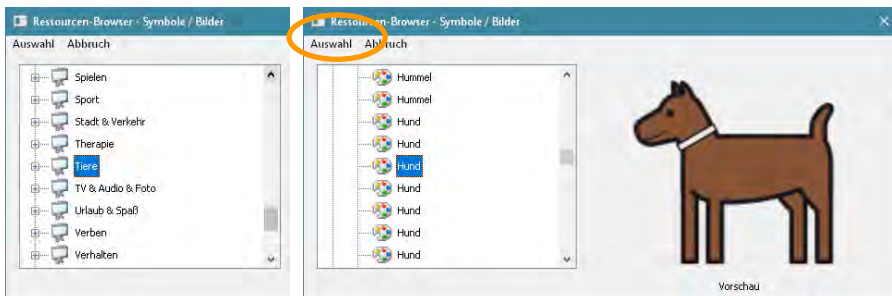 Ressourcen-Browser - Symbole / Bilder
Auswahl Abbruch
Spielen
Sport
Stadt & Verkehr
Therapie
Tiere
TV & Audio & Foto
Urlaub & Spaß
Verben
Verhalten
Ressourcen-Browser - Symbole / Bilder
Auswahl Abbruch
Hummel
Hummel
Hund
Hund
Hund
Hund
Hund
Hund
Hund
Vorschau